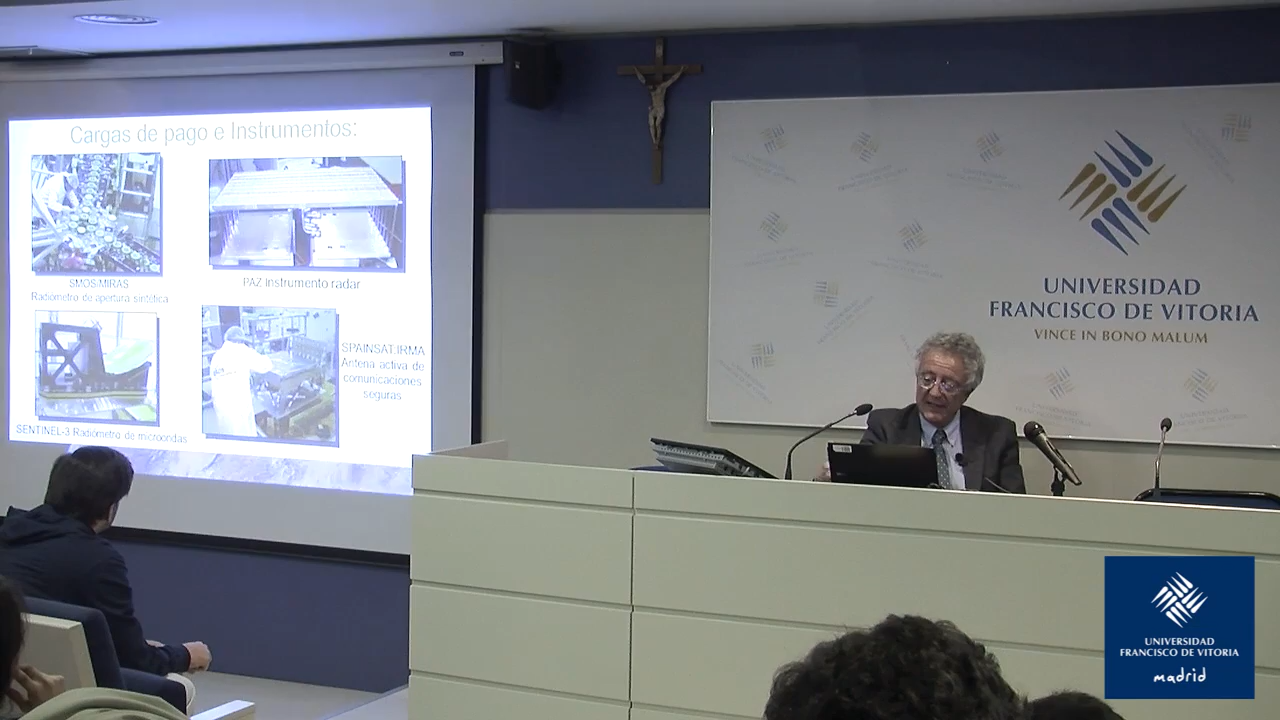 Cargas de pago e Instrumentos:
SMOS/MIRAS
Radiómetro de apertura sintética
PAZ Instrumento radar
SPAINSAT.IRMA
Antena activa de
comunicaciones
seguras
SENTINEL-3 Radiómetro de microondas
UNIVERSIDAD
FRANCISCO DE VITORIA
VINCE IN BONO MALUM
UNIVERSIDAD
FRANCISCO DE VITORIA
madrid